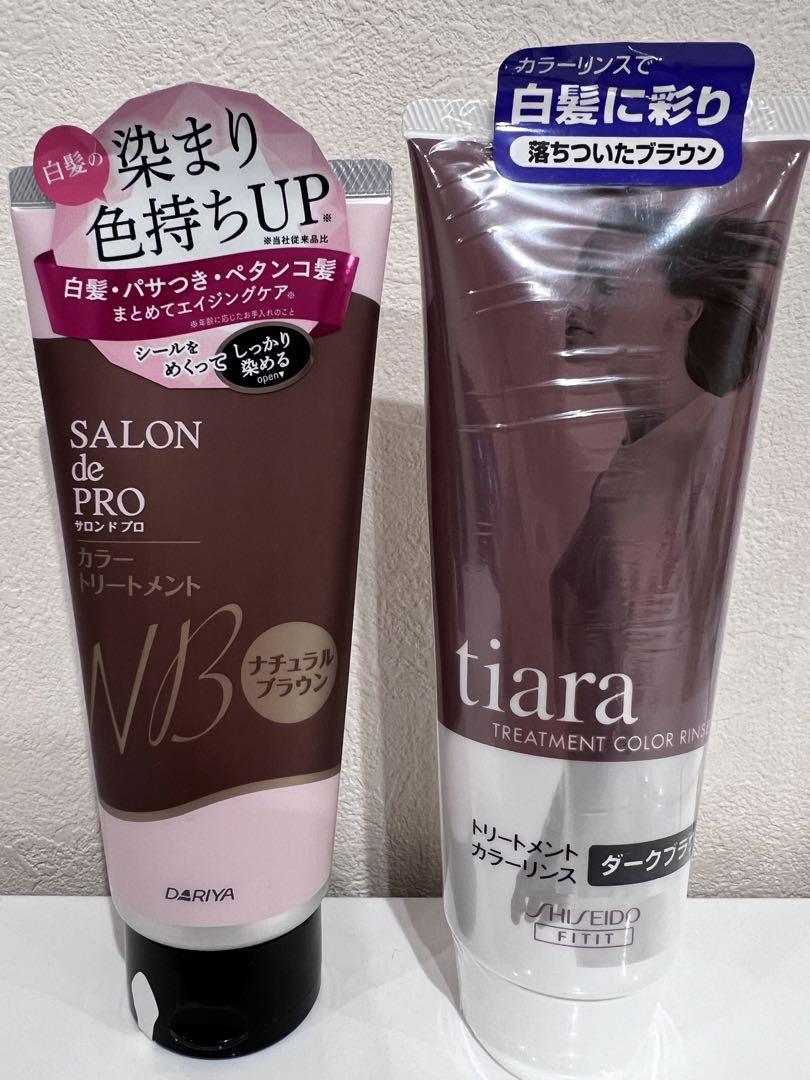 白髪の
染まり
色持ちUP※
※当社従来品比
白髪・パサつき・ペタンコ髪
まとめてエイジングケア※
※年齢に応じたお手入れのこと
シールを
めくって
しっかり
染める
open▼
SALON
de
PRO
サロンドプロ
カラー
トリートメント
NB
ナチュラル
ブラウン
DARIYA
カラーリンスで
白髪に彩り
落ちついたブラウン
tiara
TREATMENT COLOR RINSE
トリートメント
カラーリンス
ダークブラ
SHISEIDO
FITIT